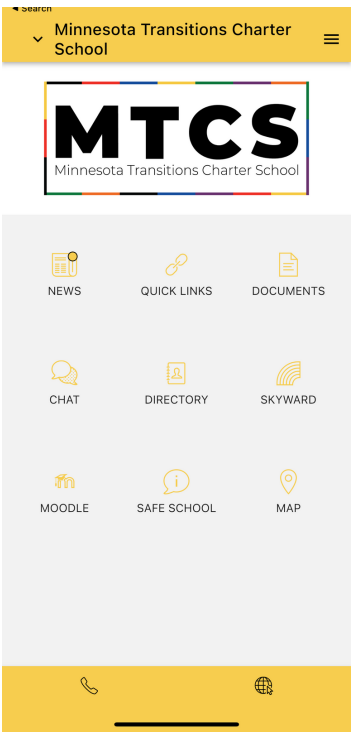 Search
Minnesota Transitions Charter
School
MTCS
Minnesota Transitions Charter School
NEWS
QUICK LINKS
DOCUMENTS
CHAT
DIRECTORY
SKYWARD
MOODLE
SAFE SCHOOL
MAP